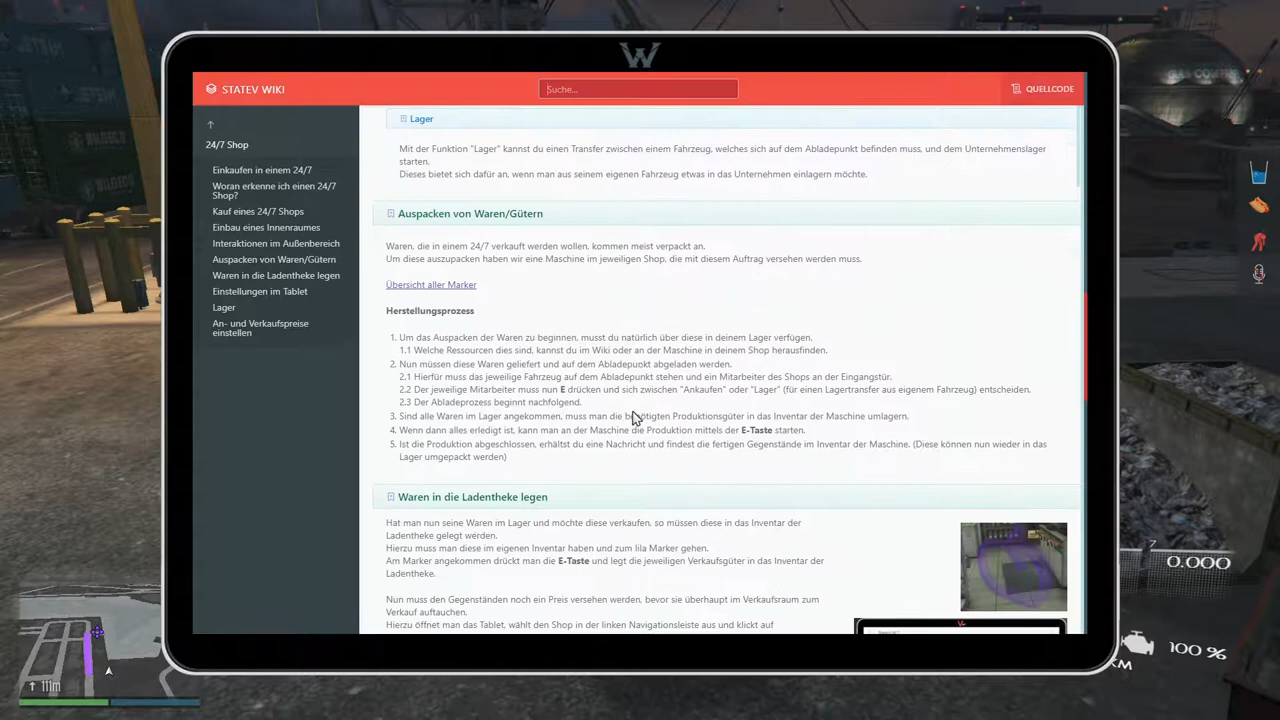 W
STATEV WIKI
Suche...
QUELLCODE
24/7 Shop
Einkaufen in einem 24/7
Woran erkenne ich einen 24/7
Shop?
Kauf eines 24/7 Shops
Einbau eines Innenraumes
Interaktionen im Außenbereich
Auspacken von Waren/Gütern
Waren in die Ladentheke legen
Einstellungen im Tablet
Lager
An- und Verkaufspreise
einstellen
Lager
Mit der Funktion "Lager" kannst du einen Transfer zwischen einem Fahrzeug, welches sich auf dem Abladepunkt befinden muss, und dem Unternehmenslager
starten.
Dieses bietet sich dafür an, wenn man aus seinem eigenen Fahrzeug etwas in das Unternehmen einlagern möchte.
Auspacken von Waren/Gütern
Waren, die in einem 24/7 verkauft werden wollen, kommen meist verpackt an.
Um diese auszupacken haben wir eine Maschine im jeweiligen Shop, die mit diesem Auftrag versehen werden muss.
Übersicht aller Marker
Herstellungsprozess
1. Um das Auspacken der Waren zu beginnen, musst du natürlich über diese in deinem Lager verfügen.
1.1 Welche Ressourcen dies sind, kannst du im Wiki oder an der Maschine in deinem Shop herausfinden.
2. Nun müssen diese Waren geliefert und auf dem Abladepunkt abgeladen werden.
2.1 Hierfür muss das jeweilige Fahrzeug auf dem Abladepunkt stehen und ein Mitarbeiter des Shops an der Eingangstür.
2.2 Der jeweilige Mitarbeiter muss nun E drücken und sich zwischen "Ankaufen" oder "Lager" (für einen Lagertransfer aus eigenem Fahrzeug) entscheiden.
2.3 Der Abladeprozess beginnt nachfolgend.
3. Sind alle Waren im Lager angekommen, muss man die benötigten Produktionsgüter in das Inventar der Maschine umlagern.
4. Wenn dann alles erledigt ist, kann man an der Maschine die Produktion mittels der E-Taste starten.
5. Ist die Produktion abgeschlossen, erhältst du eine Nachricht und findest die fertigen Gegenstände im Inventar der Maschine. (Diese können nun wieder in das
Lager umgepackt werden)
Waren in die Ladentheke legen
Hat man nun seine Waren im Lager und möchte diese verkaufen, so müssen diese in das Inventar der
Ladentheke gelegt werden.
Hierzu muss man diese im eigenen Inventar haben und zum lila Marker gehen.
Am Marker angekommen drückt man die E-Taste und legt die jeweiligen Verkaufsgüter in das Inventar der
Ladentheke.
Nun muss den Gegenständen noch ein Preis versehen werden, bevor sie überhaupt im Verkaufsraum zum
Verkauf auftauchen.
Hierzu öffnet man das Tablet, wählt den Shop in der linken Navigationsleiste aus und klickt auf
7
0.000
100 %
KM
111m